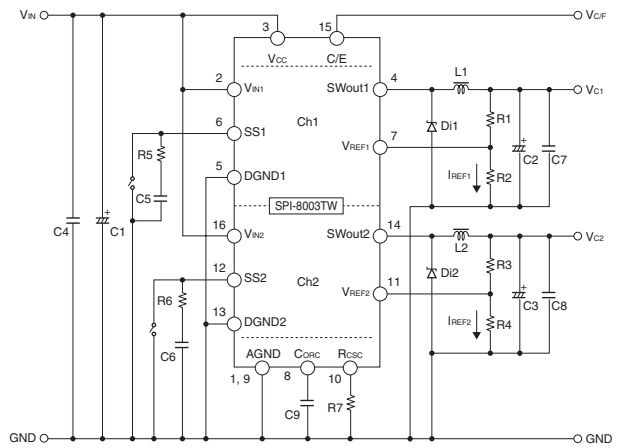 VIN
3
15
VC/F
VCC
C/E
2
VIN1
SWout1
4
L1
VC1
Ch1
6
SS1
R5
Di1
R1
VREF1
7
C2
C7
5
DGND1
IREF1
R2
C5
C4
C1
SPI-8003TW
16
VIN2
SWout2
14
L2
VC2
12
SS2
Ch2
R6
Di2
R3
VREF2
11
C3
C8
13
DGND2
IREF2
R4
C6
AGND
CORC
RCSC
1, 9
8
10
C9
R7
GND
GND
+
+
+